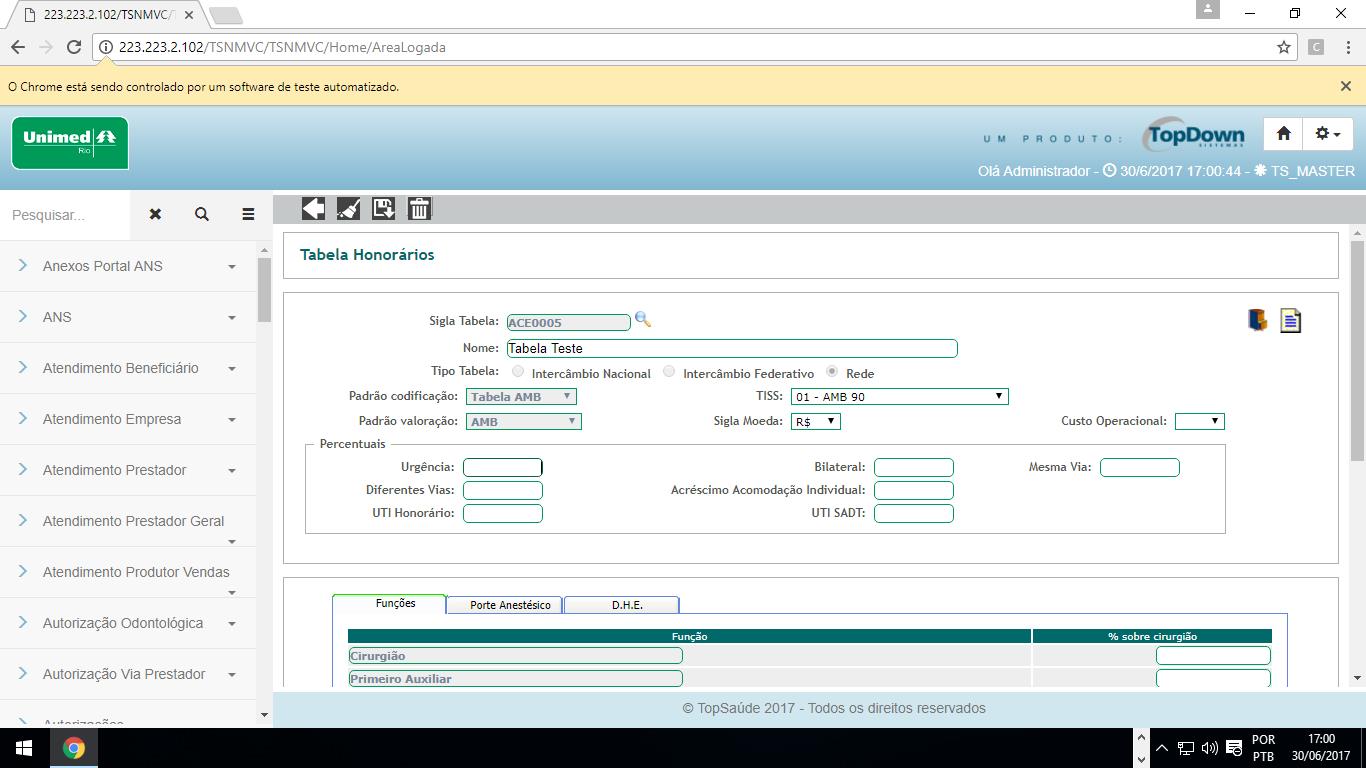 223.223.2.102/TSNMVC/T
223.223.2.102/TSNMVC/TSNMVC/Home/AreaLogada
C
O Chrome está sendo controlado por um software de teste automatizado.
Unimed
Rio
UM PRODUTO:
TopDown
SISTEMAS
Olá Administrador - 30/6/2017 17:00:44 - TS_MASTER
Pesquisar...
Anexos Portal ANS
ANS
Atendimento Beneficiário
Atendimento Empresa
Atendimento Prestador
Atendimento Prestador Geral
Atendimento Produtor Vendas
Autorização Odontológica
Autorização Via Prestador
Autorizações
Tabela Honorários
Sigla Tabela: ACE0005
Nome: Tabela Teste
Tipo Tabela: Intercâmbio Nacional Intercâmbio Federativo Rede
Padrão codificação: Tabela AMB TISS: 01 - AMB 90
Padrão valoração: AMB Sigla Moeda: R$ Custo Operacional:
Percentuais
Urgência: Bilateral: Mesma Via:
Diferentes Vias: Acréscimo Acomodação Individual:
UTI Honorário: UTI SADT:
Funções Porte Anestésico D.H.E.
Função % sobre cirurgião
Cirurgião
Primeiro Auxiliar
© TopSaúde 2017 - Todos os direitos reservados
POR
PTB
17:00
30/06/2017